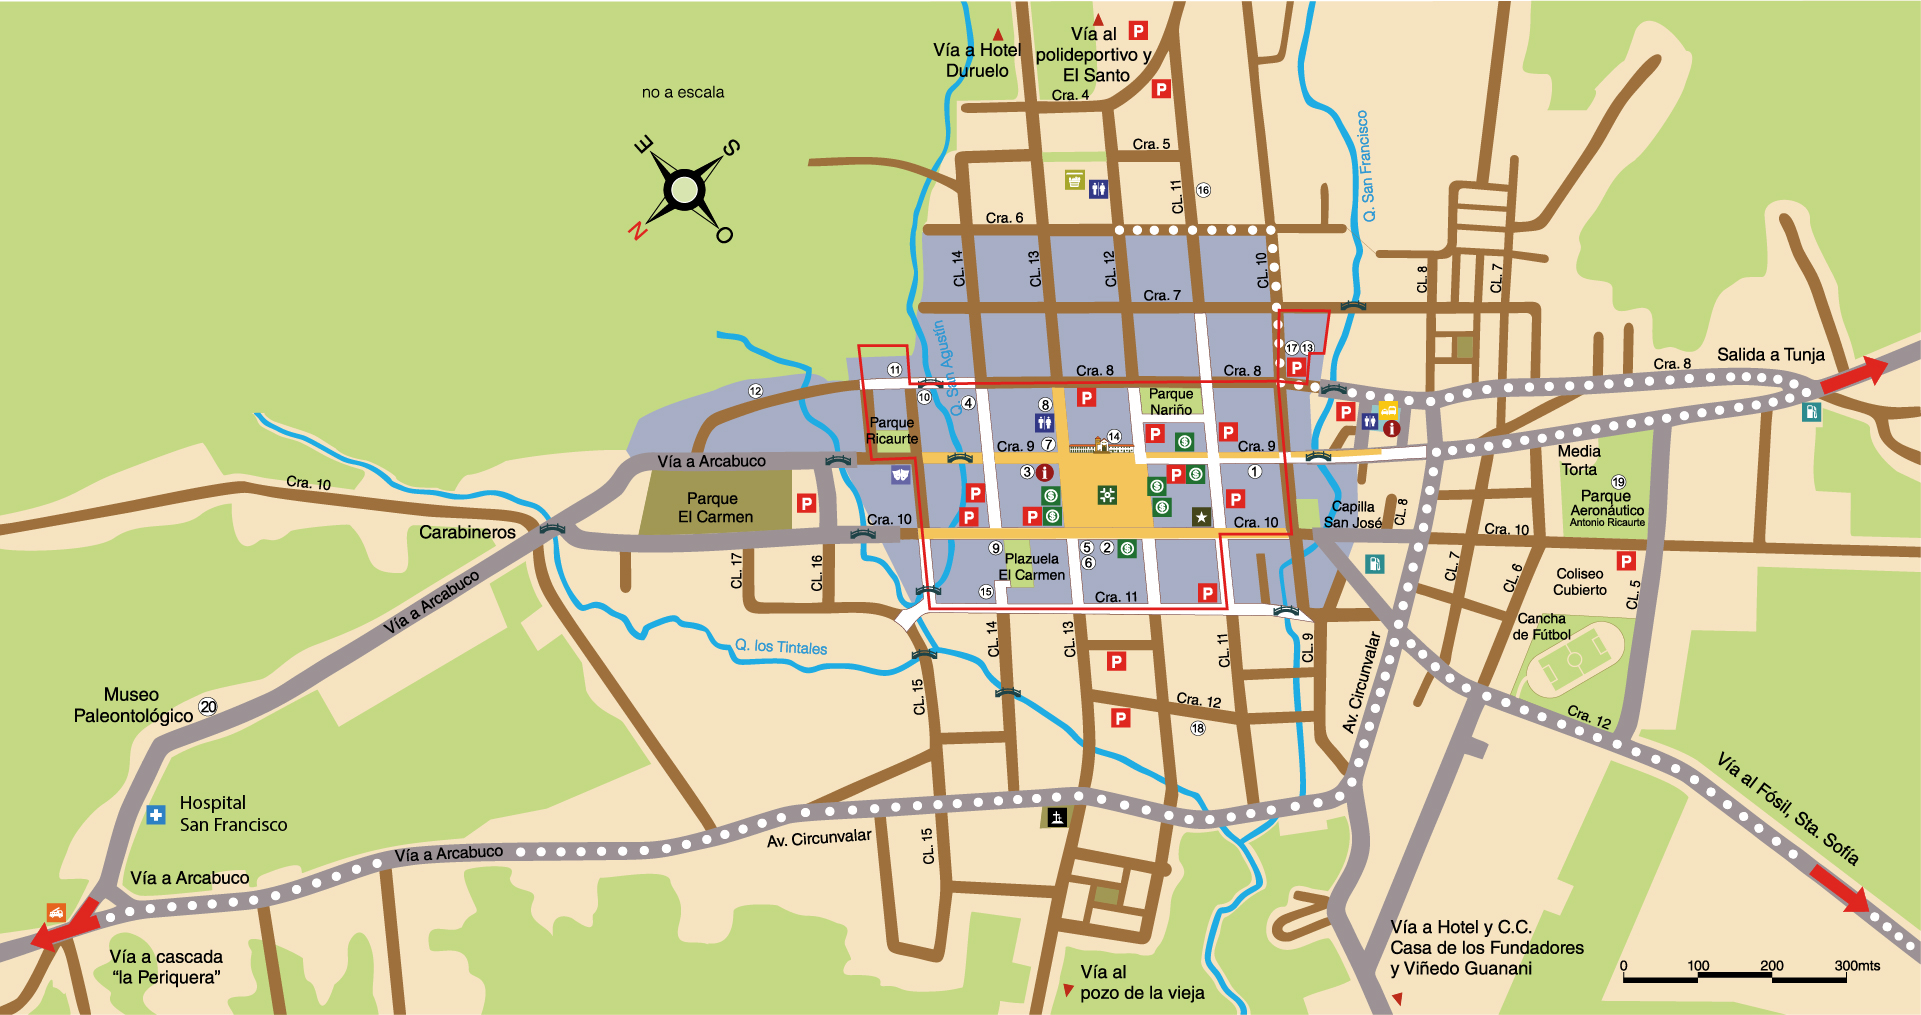 Vía a Hotel
Duruelo
Vía al
polideportivo y
El Santo
P
P
no a escala
E
S
N
O
Cra. 4
Cra. 5
CL. 11
16
Q. San Francisco
Cra. 6
CL. 14
CL. 13
CL. 12
CL. 10
CL. 8
CL. 7
Cra. 7
Q. San Agustín
17
13
P
11
Cra. 8
Cra. 8
Cra. 8
Salida a Tunja
12
10
4
8
P
Parque
Nariño
P
i
Parque
Ricaurte
Cra. 9
7
14
P
$
P
Cra. 9
Vía a Arcabuco
3
i
P
$
1
Media
Torta
19
Parque
Aeronáutico
Antonio Ricaurte
Cra. 10
Parque
El Carmen
P
P
P
$
P
$
$
$
P
Capilla
San José
CL. 8
Carabineros
Cra. 10
Cra. 10
Cra. 10
9
Plazuela
El Carmen
5
2
6
$
CL. 17
CL. 16
15
Cra. 11
P
CL. 7
CL. 6
Coliseo
Cubierto
P
CL. 5
Vía a Arcabuco
Q. los Tintales
CL. 14
CL. 13
CL. 11
CL. 9
Cancha
de Fútbol
P
Av. Circunvalar
Museo
Paleontológico
20
CL. 15
Cra. 12
P
18
Cra. 12
Vía al Fósil, Sta. Sofía
Hospital
San Francisco
Av. Circunvalar
CL. 15
Vía a Arcabuco
Vía a Arcabuco
Vía a cascada
“la Periquera”
Vía a Hotel y C.C.
Casa de los Fundadores
y Viñedo Guanani
Vía al
pozo de la vieja
0
100
200
300mts